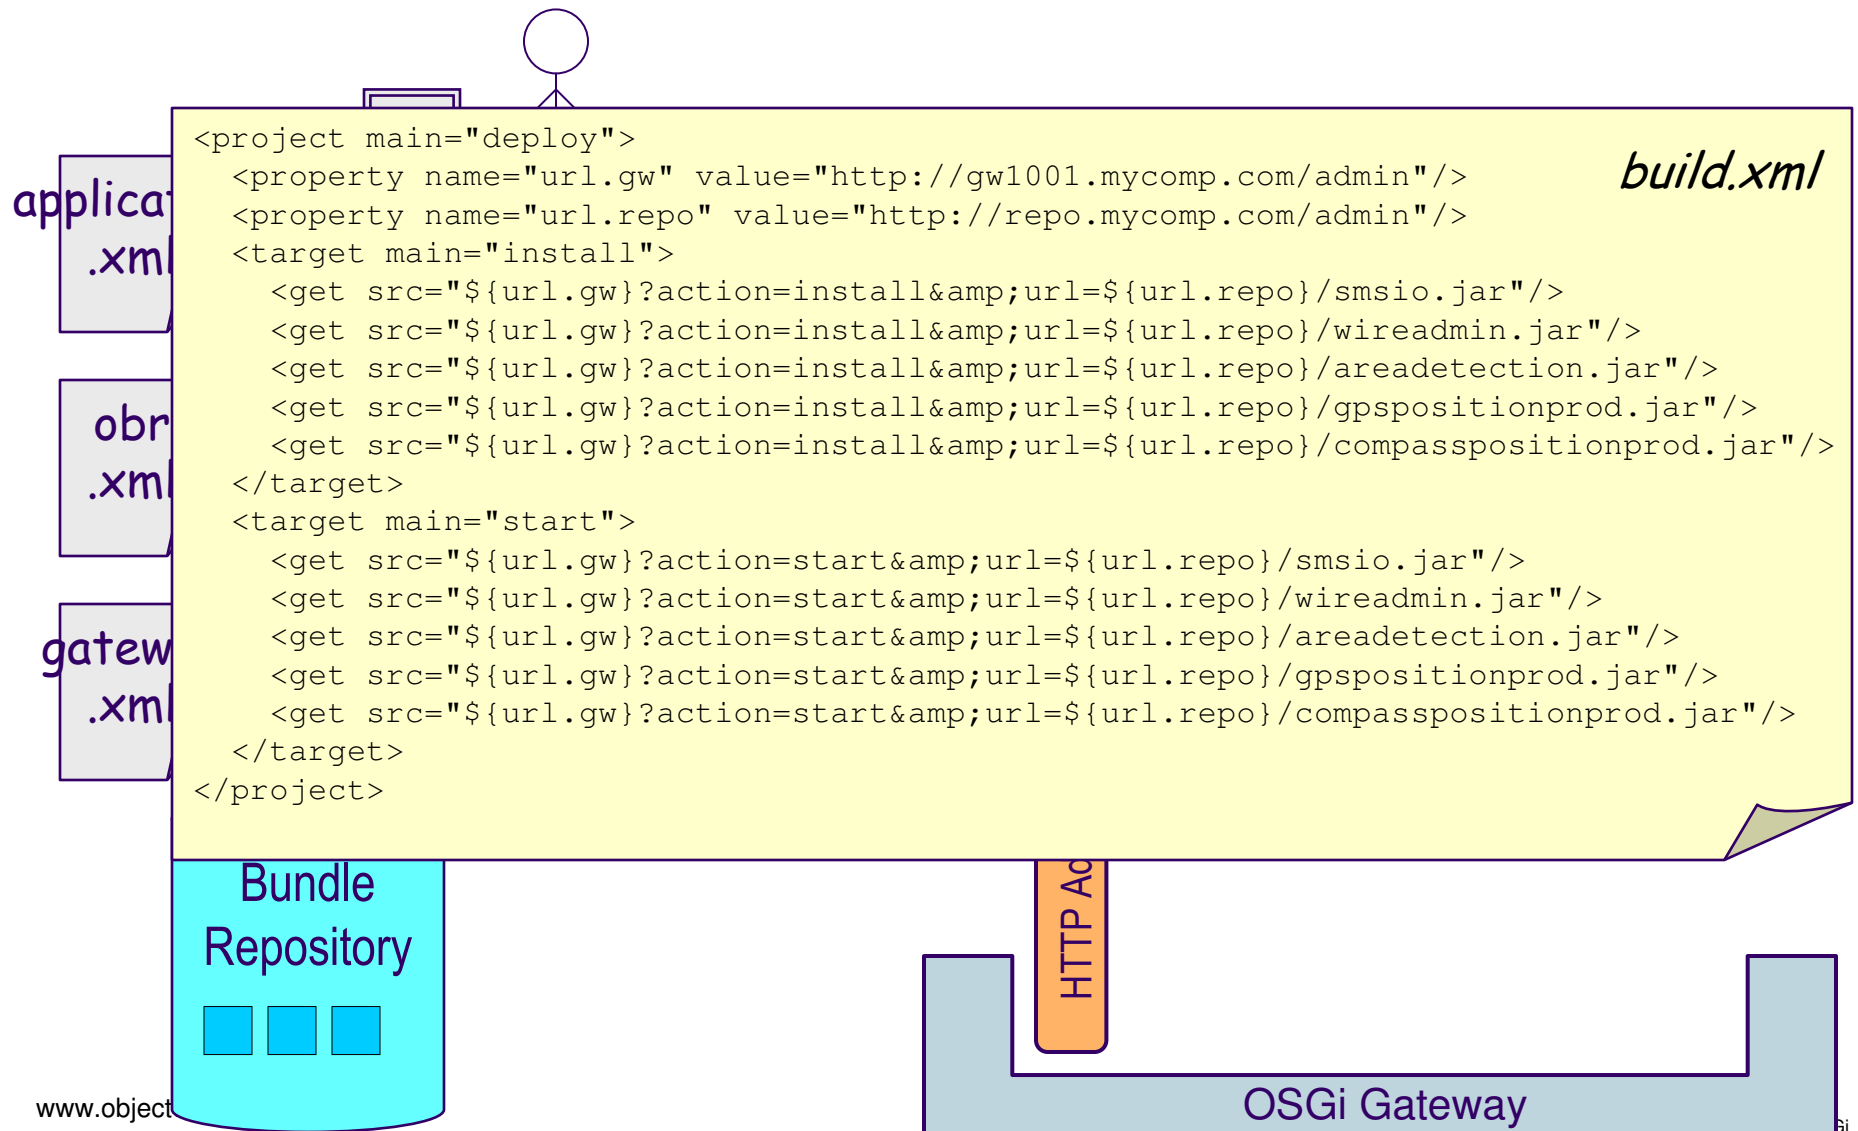 <project main="deploy">
<property name="url.gw" value="http://gw1001.mycomp.com/admin"/>
<property name="url.repo" value="http://repo.mycomp.com/admin"/>
<target main="install">
<get src="${url.gw}?action=install&amp;url=${url.repo}/smsio.jar"/>
<get src="${url.gw}?action=install&amp;url=${url.repo}/wireadmin.jar"/>
<get src="${url.gw}?action=install&amp;url=${url.repo}/areadetection.jar"/>
<get src="${url.gw}?action=install&amp;url=${url.repo}/gpspositionprod.jar"/>
<get src="${url.gw}?action=install&amp;url=${url.repo}/compasspositionprod.jar"/>
</target>
<target main="start">
<get src="${url.gw}?action=start&amp;url=${url.repo}/smsio.jar"/>
<get src="${url.gw}?action=start&amp;url=${url.repo}/wireadmin.jar"/>
<get src="${url.gw}?action=start&amp;url=${url.repo}/areadetection.jar"/>
<get src="${url.gw}?action=start&amp;url=${url.repo}/gpspositionprod.jar"/>
<get src="${url.gw}?action=start&amp;url=${url.repo}/compasspositionprod.jar"/>
</target>
</project>
build.xml
applicat
.xml
obr
.xml
gatew
.xml
Bundle
Repository
HTTP Ad
OSGi Gateway
www.object